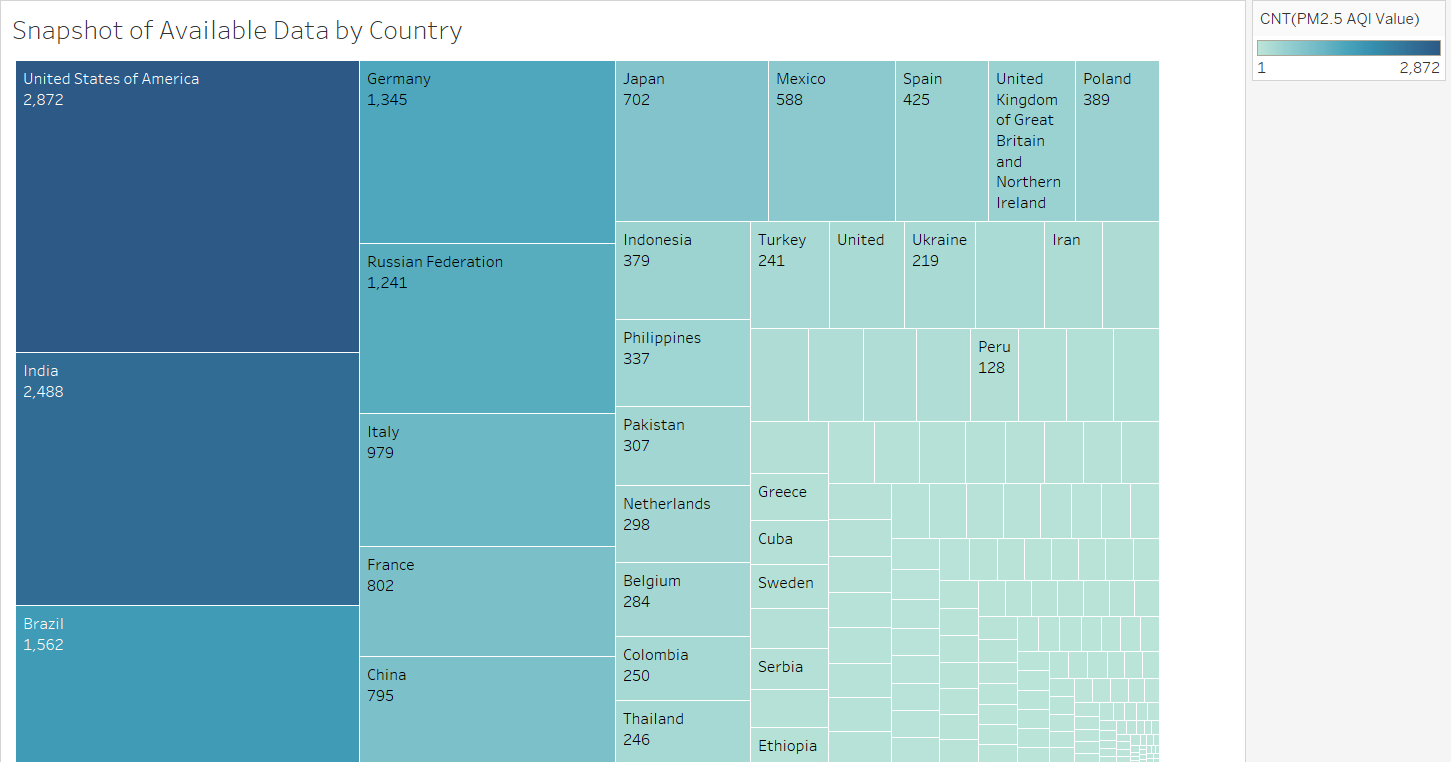 Snapshot of Available Data by Country
CNT(PM2.5 AQI Value)
1
2,872
United States of America
2,872
India
2,488
Brazil
1,562
Germany
1,345
Russian Federation
1,241
Italy
979
France
802
China
795
Japan
702
Mexico
588
Spain
425
United
Kingdom
of Great
Britain
and
Northern
Ireland
Poland
389
Indonesia
379
Philippines
337
Pakistan
307
Netherlands
298
Belgium
284
Colombia
250
Thailand
246
Turkey
241
United
Ukraine
219
Iran
Peru
128
Greece
Cuba
Sweden
Serbia
Ethiopia